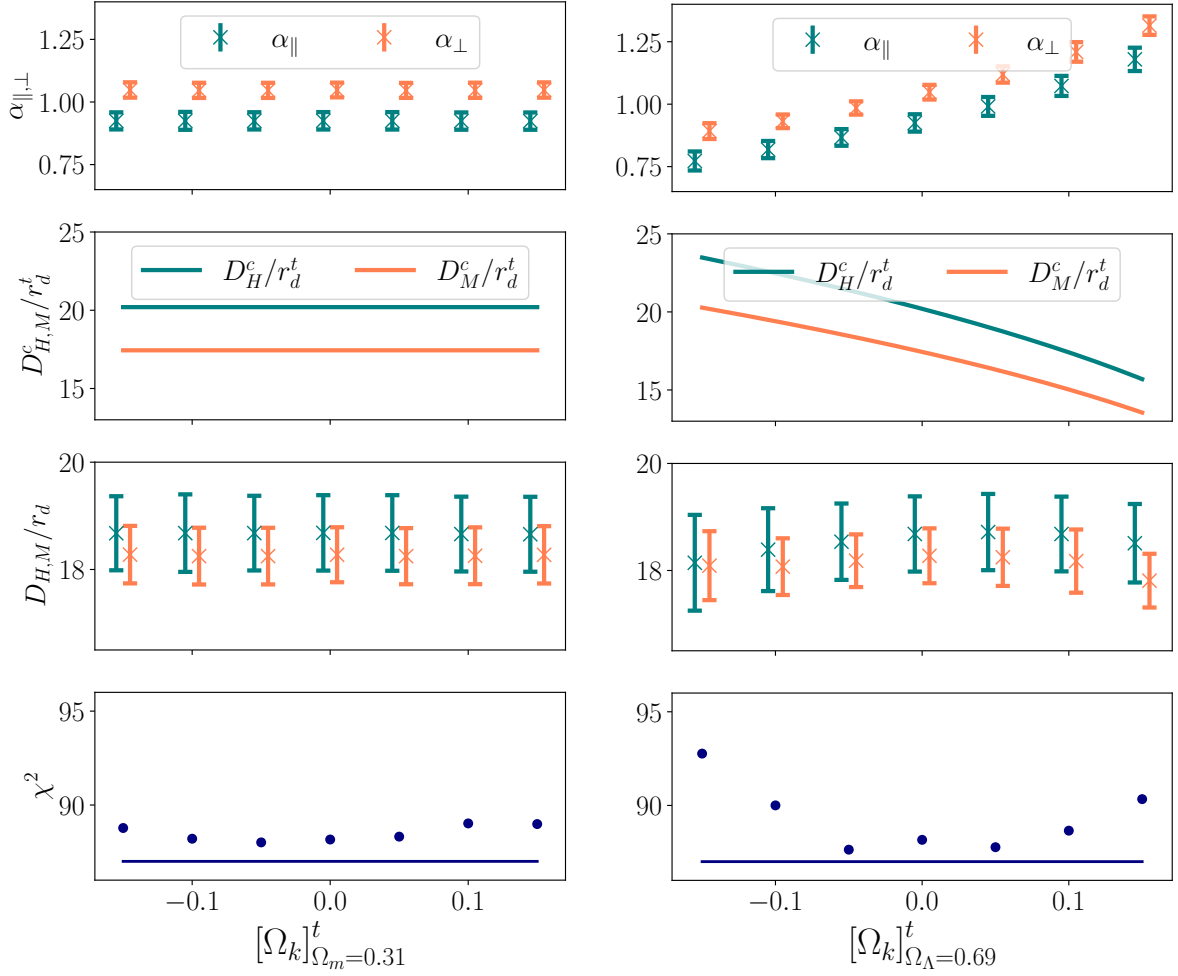 α∥,⊥
1.25
1.00
0.75
α∥ α⊥
1.25
1.00
0.75
α∥ α⊥
D^c_{H,M}/r^t_d
25
20
15
D^c_H/r^t_d D^c_M/r^t_d
25
20
15
D^c_H/r^t_d D^c_M/r^t_d
D_{H,M}/r_d
20
18
20
18
χ²
95
90
−0.1 0.0 0.1
[Ω_k]^t_{Ω_m=0.31}
95
90
−0.1 0.0 0.1
[Ω_k]^t_{Ω_Λ=0.69}